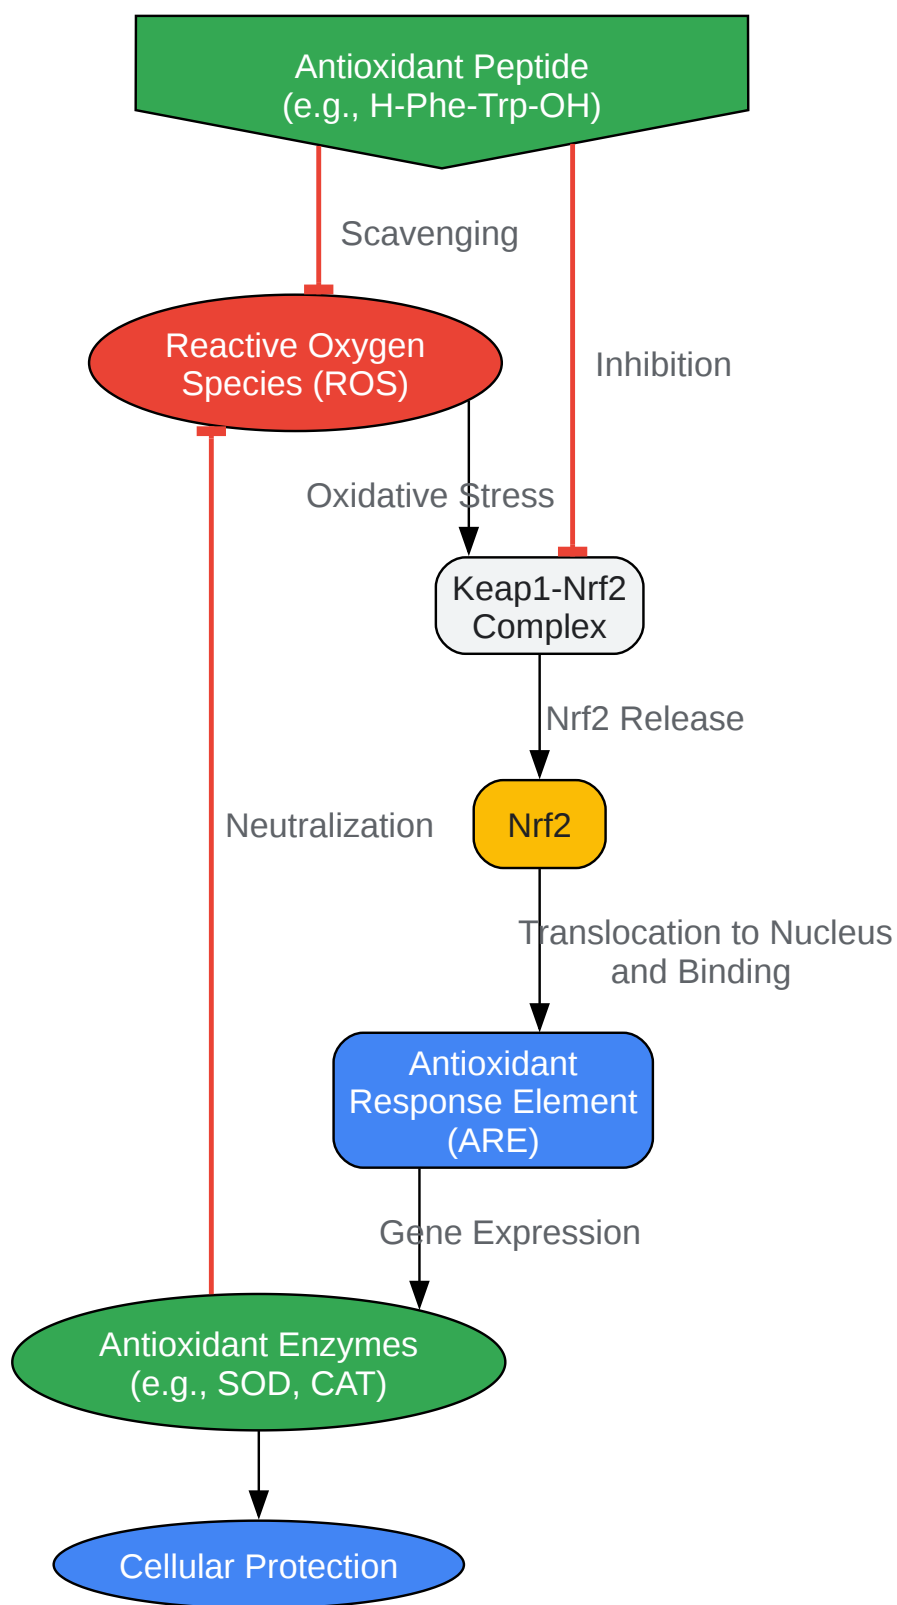 Antioxidant Peptide
(e.g., H-Phe-Trp-OH)
Scavenging
Reactive Oxygen
Species (ROS)
Inhibition
Oxidative Stress
Keap1-Nrf2
Complex
Nrf2 Release
Neutralization
Nrf2
Translocation to Nucleus
and Binding
Antioxidant
Response Element
(ARE)
Gene Expression
Antioxidant Enzymes
(e.g., SOD, CAT)
Cellular Protection